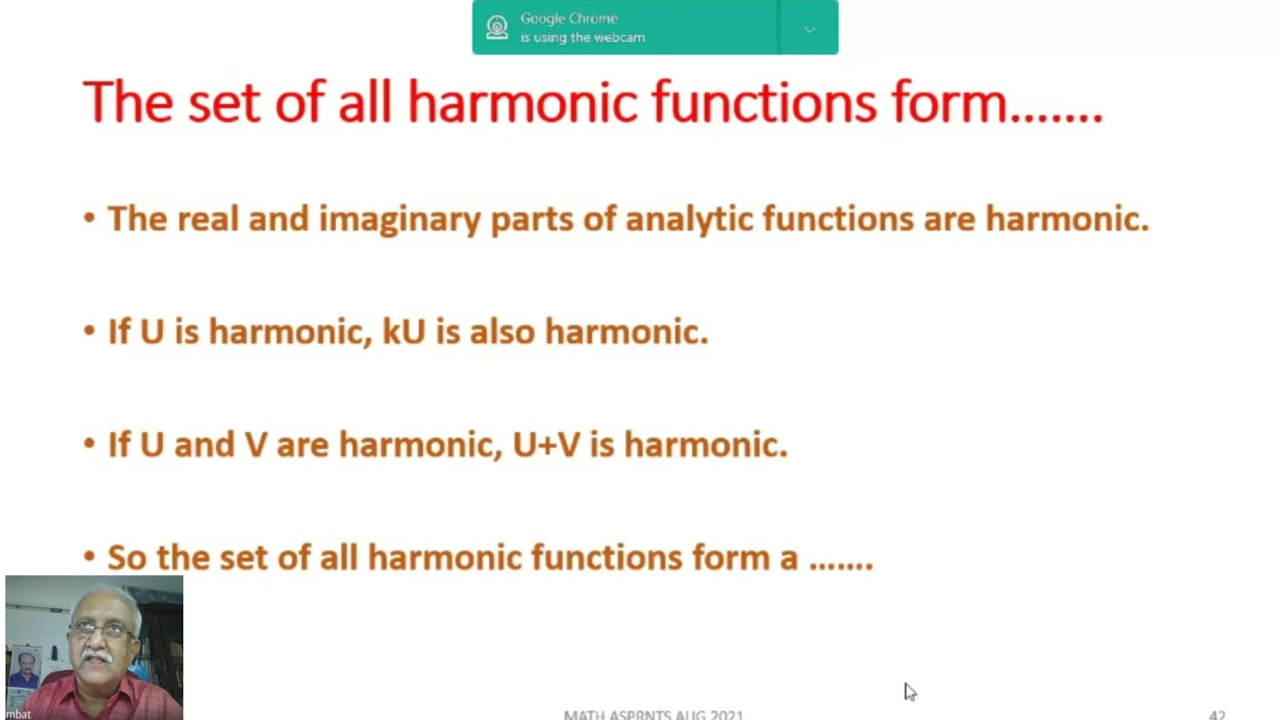 Google Chrome
is using the webcam
The set of all harmonic functions form.......
• The real and imaginary parts of analytic functions are harmonic.
• If U is harmonic, kU is also harmonic.
• If U and V are harmonic, U+V is harmonic.
• So the set of all harmonic functions form a .......
mbat
MATH ASPRNTS AUG 2021
42